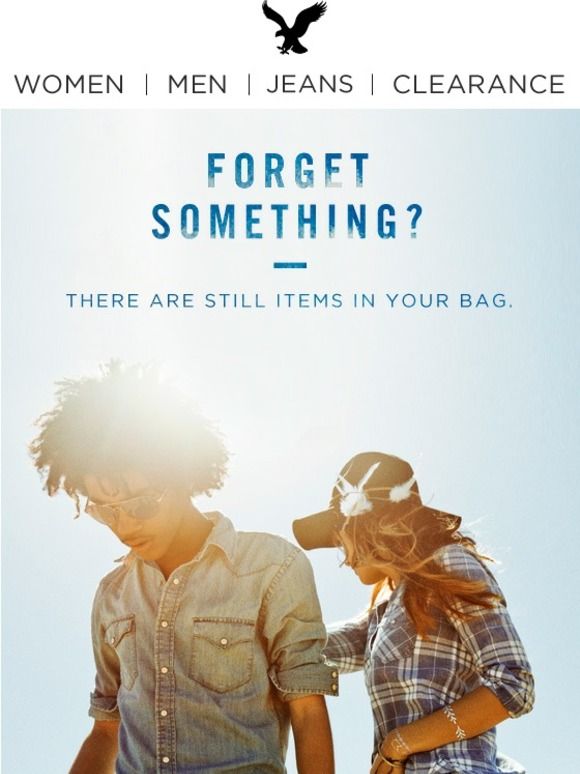 WOMEN | MEN | JEANS | CLEARANCE
FORGET
SOMETHING?
THERE ARE STILL ITEMS IN YOUR BAG.